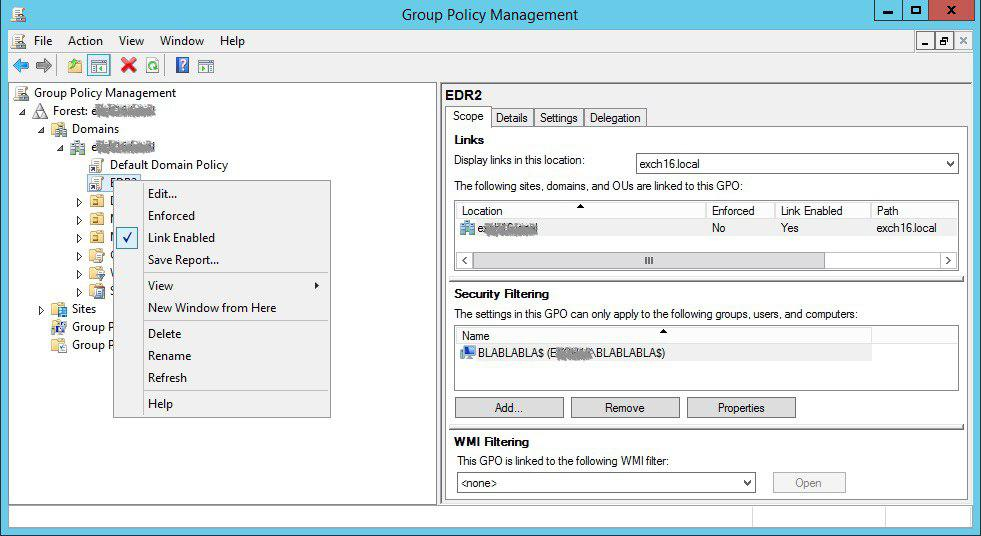 Group Policy Management
File Action View Window Help
Group Policy Management
Forest:
Domains
Default Domain Policy
EDR2
Edit...
Enforced
Link Enabled
Save Report...
View
New Window from Here
Delete
Rename
Refresh
Help
Sites
Group P
Group P
EDR2
Scope Details Settings Delegation
Links
Display links in this location: exch16.local
The following sites, domains, and OUs are linked to this GPO:
Location Enforced Link Enabled Path
No Yes exch16.local
Security Filtering
The settings in this GPO can only apply to the following groups, users, and computers:
Name
BLABLABLA$ (\BLABLABLA$)
Add... Remove Properties
WMI Filtering
This GPO is linked to the following WMI filter:
<none> Open